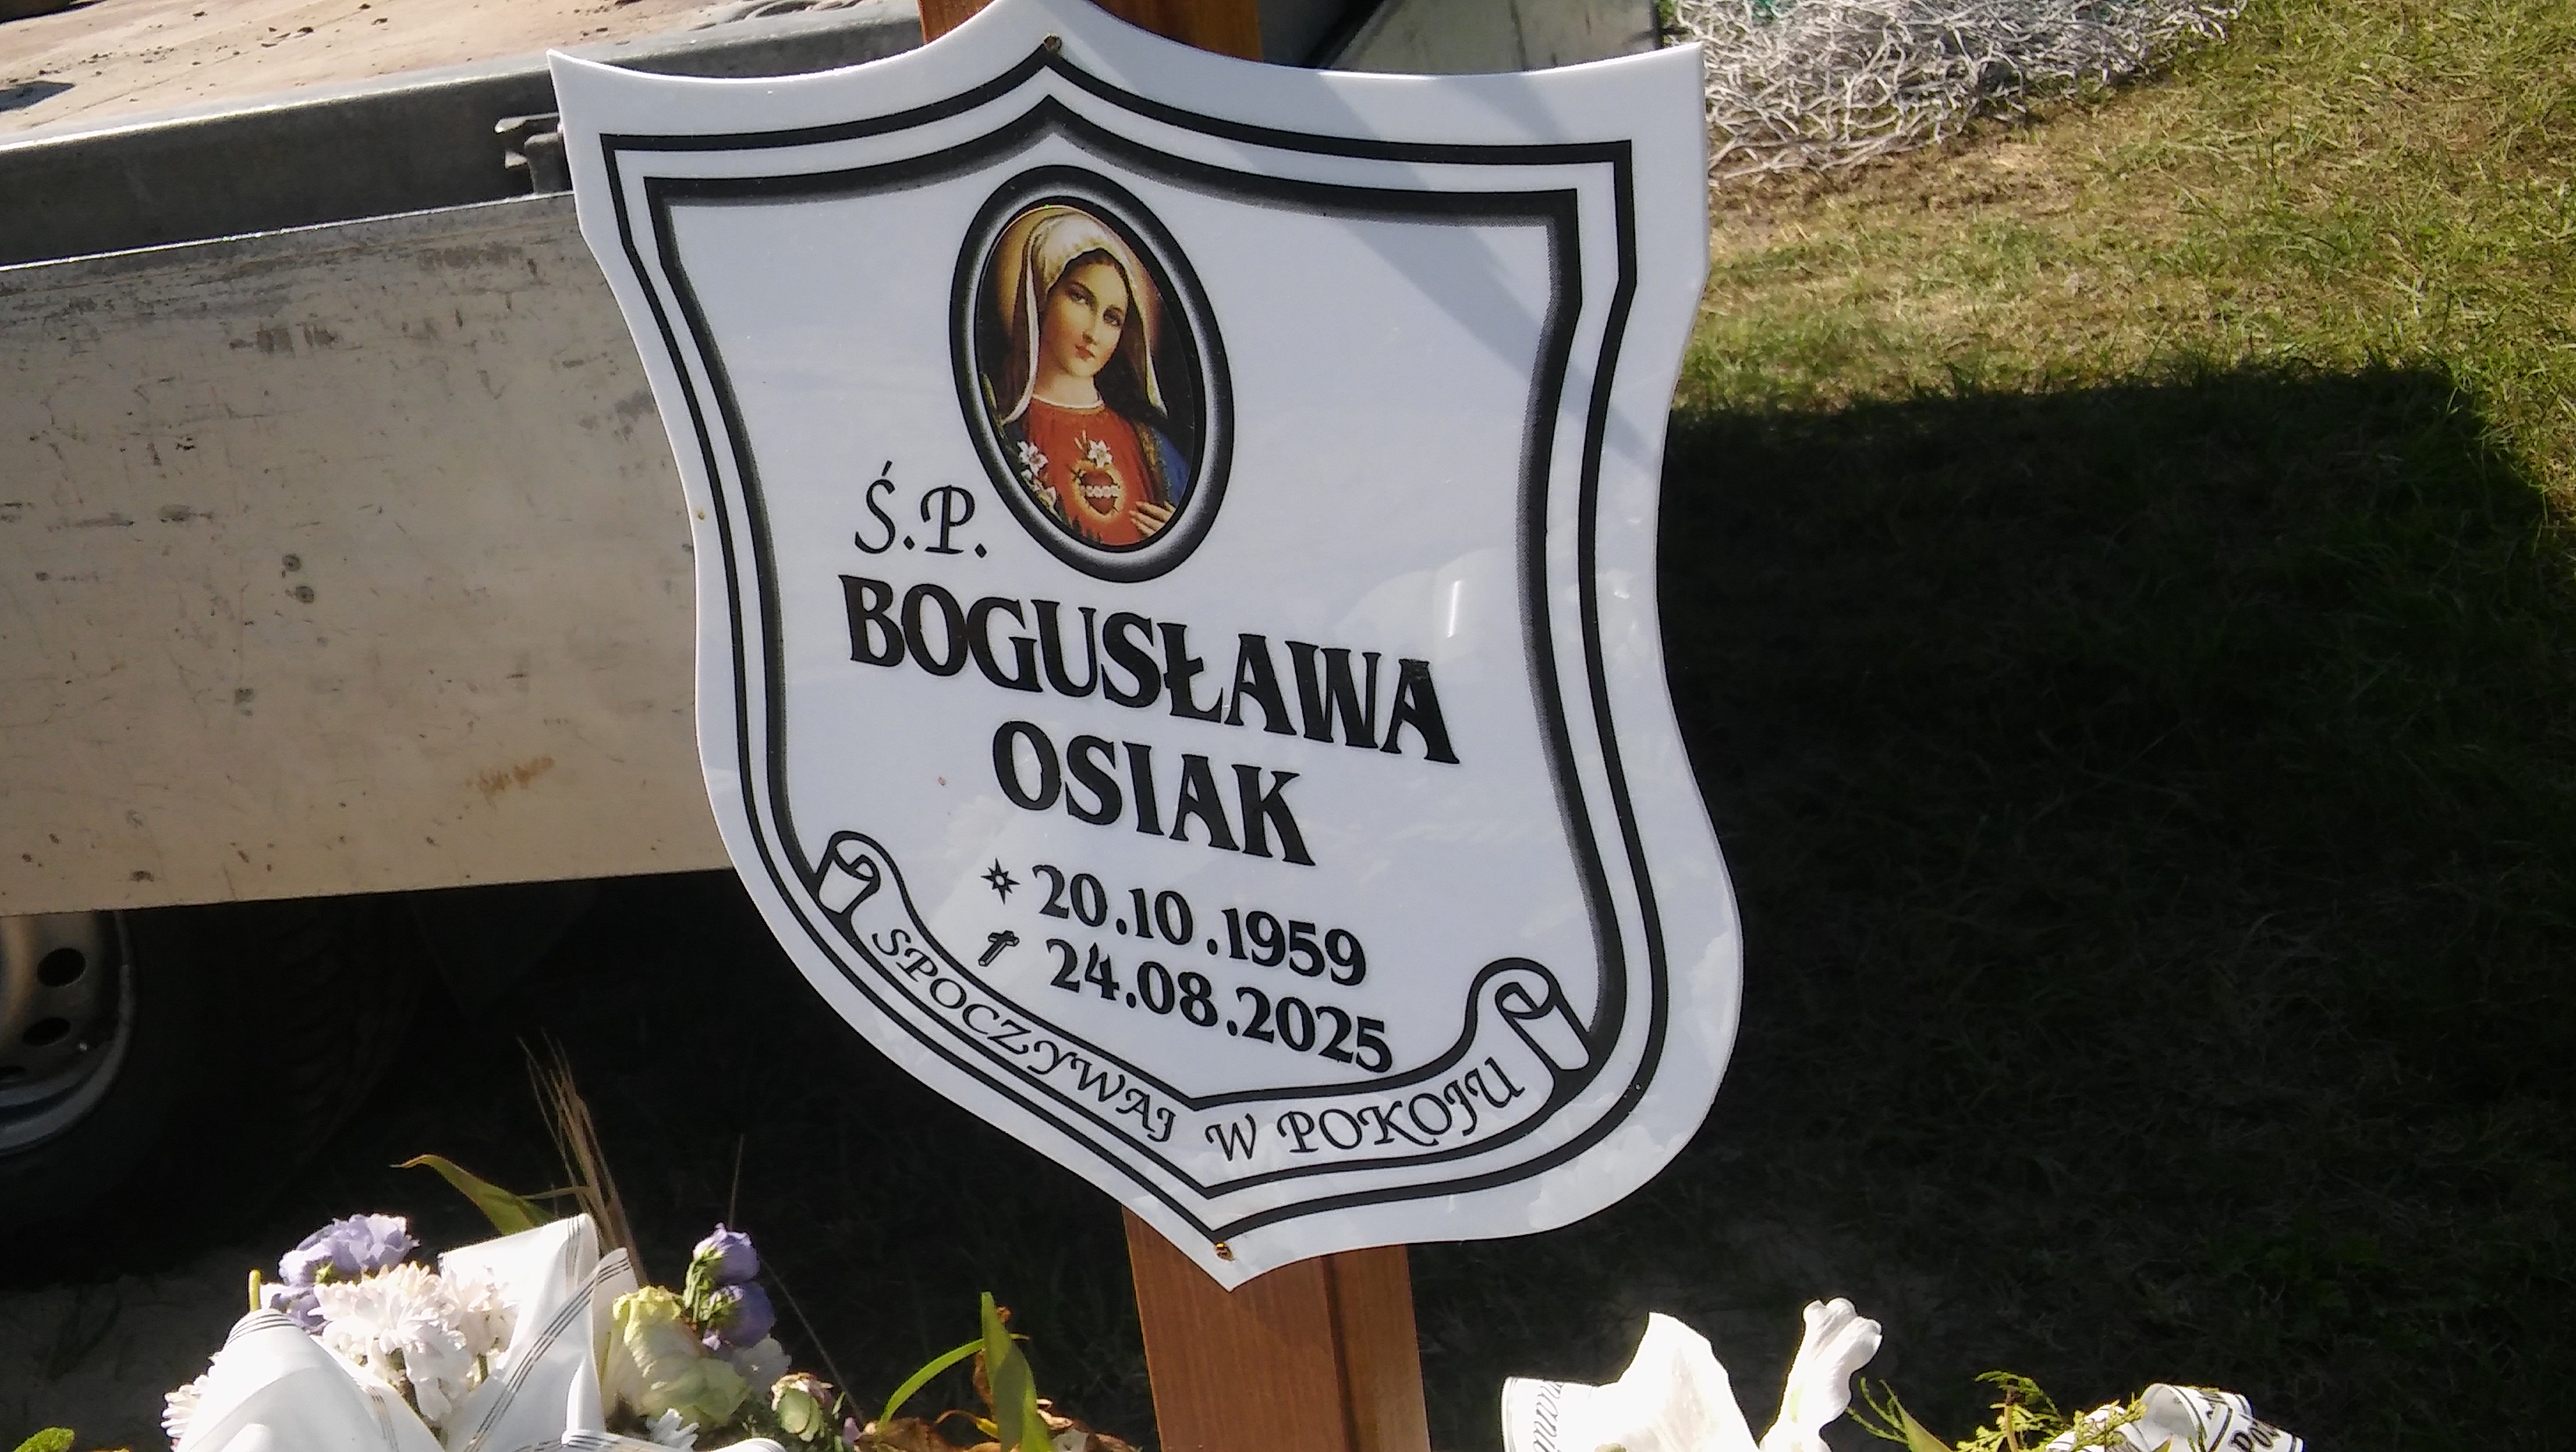 Ś.P.
BOGUSŁAWA
OSIAK
* 20.10.1959
† 24.08.2025
SPOCZYWAJ W POKOJU